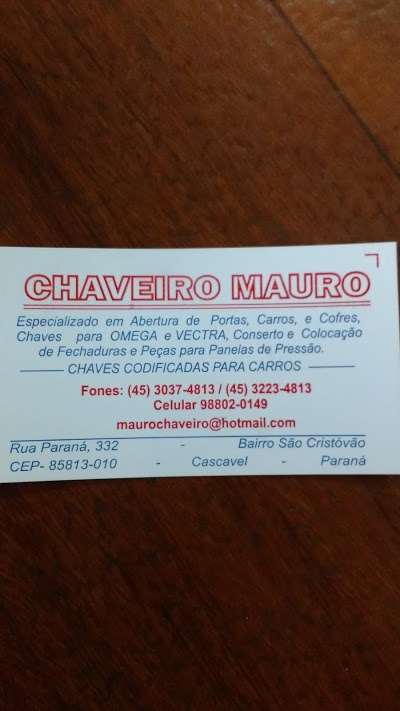 CHAVEIRO MAURO
Especializado em Abertura de Portas, Carros, e Cofres,
Chaves para OMEGA e VECTRA, Conserto e Colocação
de Fechaduras e Peças para Panelas de Pressão.
CHAVES CODIFICADAS PARA CARROS
Fones: (45) 3037-4813 / (45) 3223-4813
Celular 98802-0149
maurochaveiro@hotmail.com
Rua Paraná, 332 - Bairro São Cristóvão
CEP- 85813-010 - Cascavel - Paraná